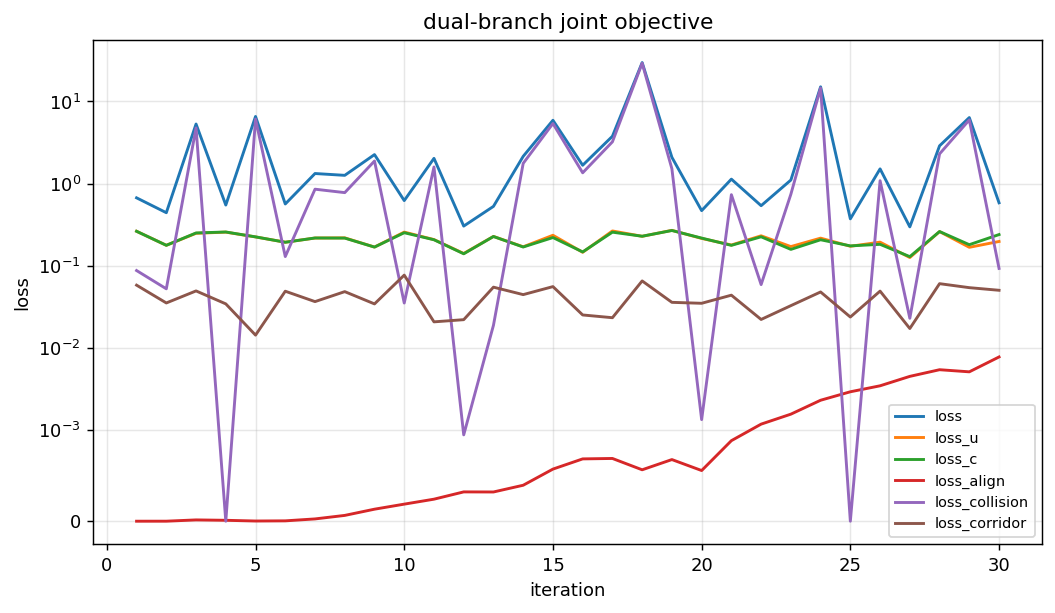 dual-branch joint objective
loss
10¹
10⁰
10⁻¹
10⁻²
10⁻³
0
0
5
10
15
20
25
30
iteration
loss
loss_u
loss_c
loss_align
loss_collision
loss_corridor